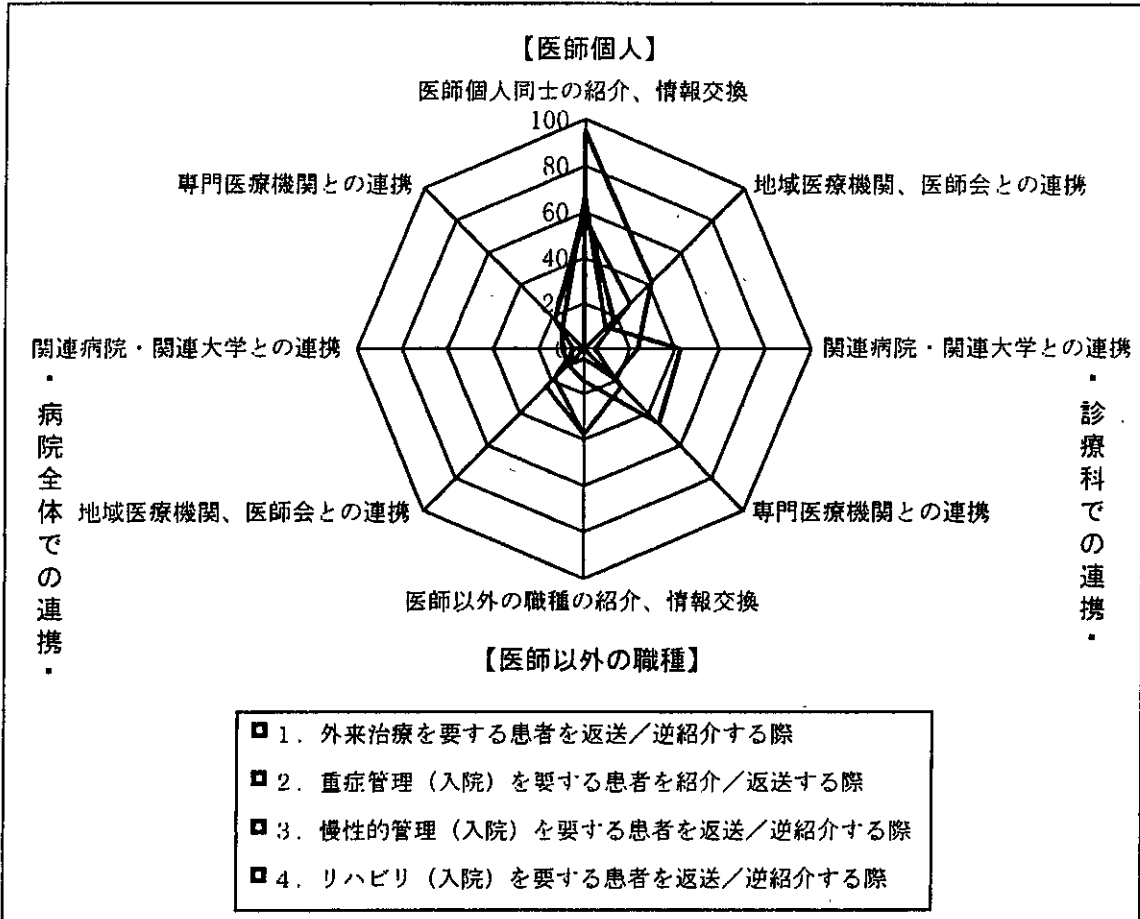 【医師個人】
医師個人同士の紹介、情報交換
100
80
60
40
2
0
専門医療機関との連携
地域医療機関、医師会との連携
関連病院・関連大学との連携
関連病院・関連大学との連携
・病院全体での連携・
・診療科での連携・
地域医療機関、医師会との連携
専門医療機関との連携
医師以外の職種の紹介、情報交換
【医師以外の職種】
1．外来治療を要する患者を返送／逆紹介する際
2．重症管理（入院）を要する患者を紹介／返送する際
3．慢性的管理（入院）を要する患者を返送／逆紹介する際
4．リハビリ（入院）を要する患者を返送／逆紹介する際